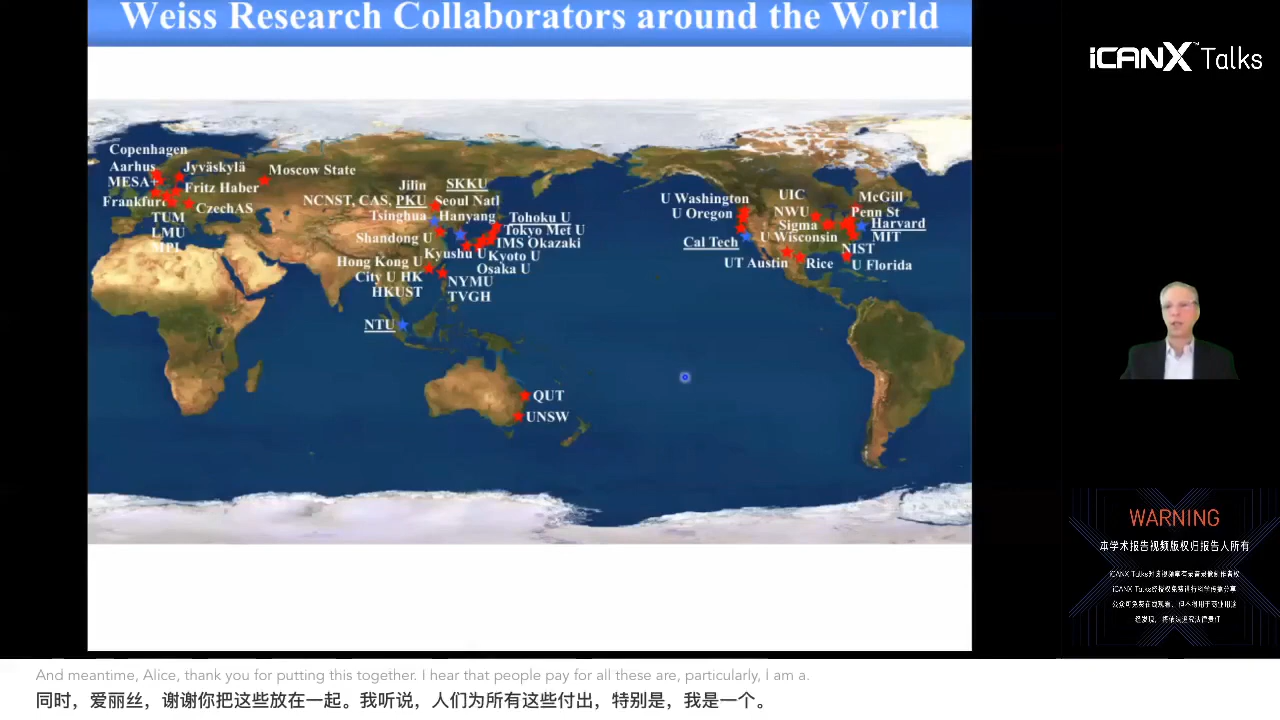 Weiss Research Collaborators around the World
iCANX Talks
Copenhagen
Aarhus
Jyväskylä
Moscow State
MESA+
Fritz Haber
Frankfurt
CzechAS
TUM
LMU
MPI
Jilin
SKKU
NCNST, CAS, PKU
Seoul Natl
Tsinghua
Hanyang
Tohoku U
Tokyo Met U
Shandong U
IMS Okazaki
Kyushu U
Kyoto U
Hong Kong U
Osaka U
City U HK
NYMU
HKUST
TVGH
NTU
QUT
UNSW
U Washington
UIC
McGill
U Oregon
NWU
Penn St
Sigma
Harvard
Cal Tech
U Wisconsin
MIT
NIST
UT Austin
Rice
U Florida
WARNING
本学术报告视频版权归报告人所有
And meantime, Alice, thank you for putting this together. I hear that people pay for all these are, particularly, I am a.
同时，爱丽丝，谢谢你把这些放在一起。我听说，人们为所有这些付出，特别是，我是一个。